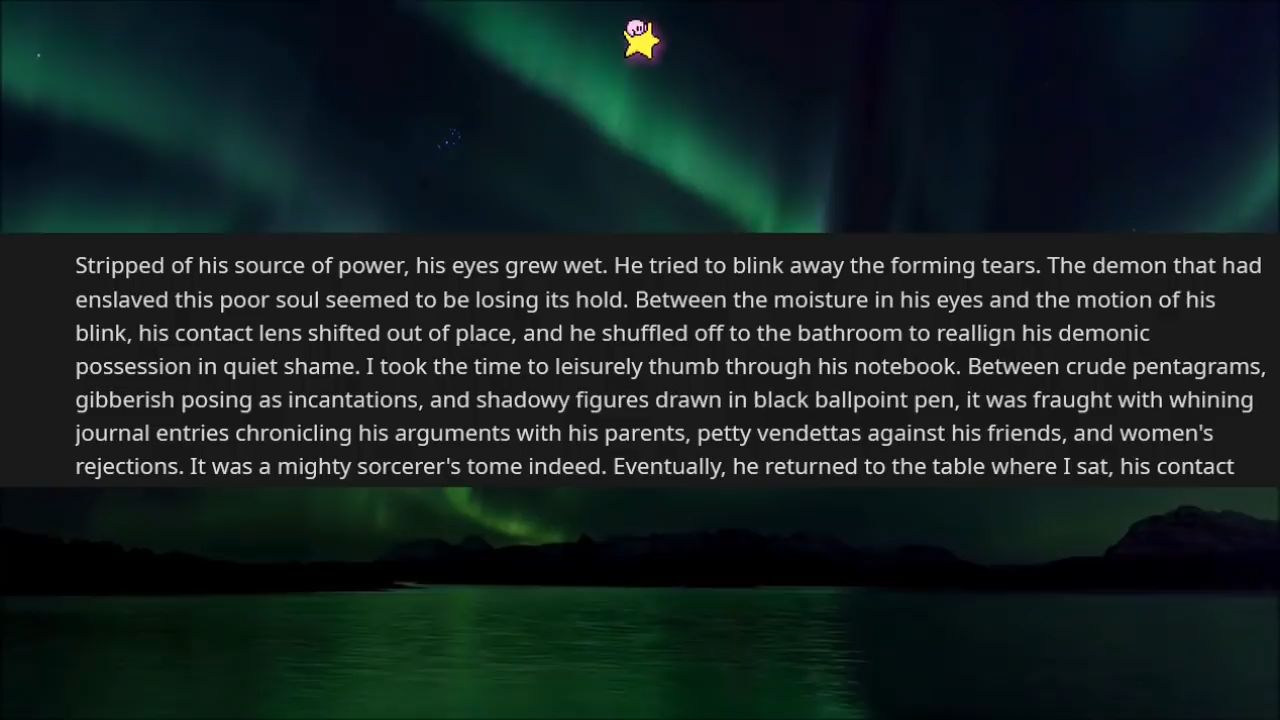 Stripped of his source of power, his eyes grew wet. He tried to blink away the forming tears. The demon that had
enslaved this poor soul seemed to be losing its hold. Between the moisture in his eyes and the motion of his
blink, his contact lens shifted out of place, and he shuffled off to the bathroom to reallign his demonic
possession in quiet shame. I took the time to leisurely thumb through his notebook. Between crude pentagrams,
gibberish posing as incantations, and shadowy figures drawn in black ballpoint pen, it was fraught with whining
journal entries chronicling his arguments with his parents, petty vendettas against his friends, and women's
rejections. It was a mighty sorcerer's tome indeed. Eventually, he returned to the table where I sat, his contact